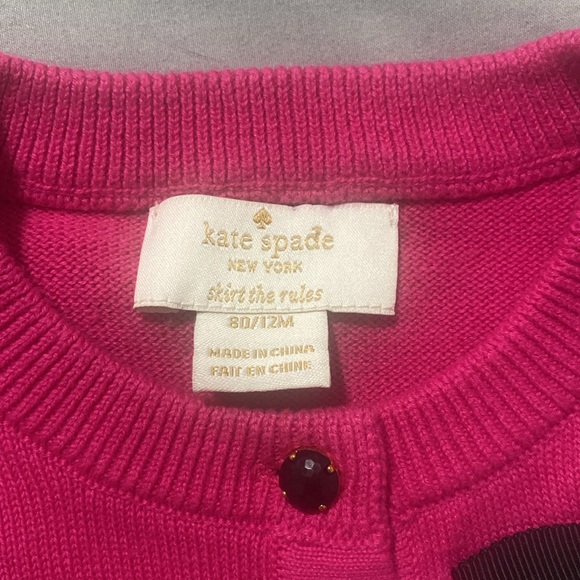 kate spade
NEW YORK
skirt the rules
80/12M
MADE IN CHINA
FAIT EN CHINE